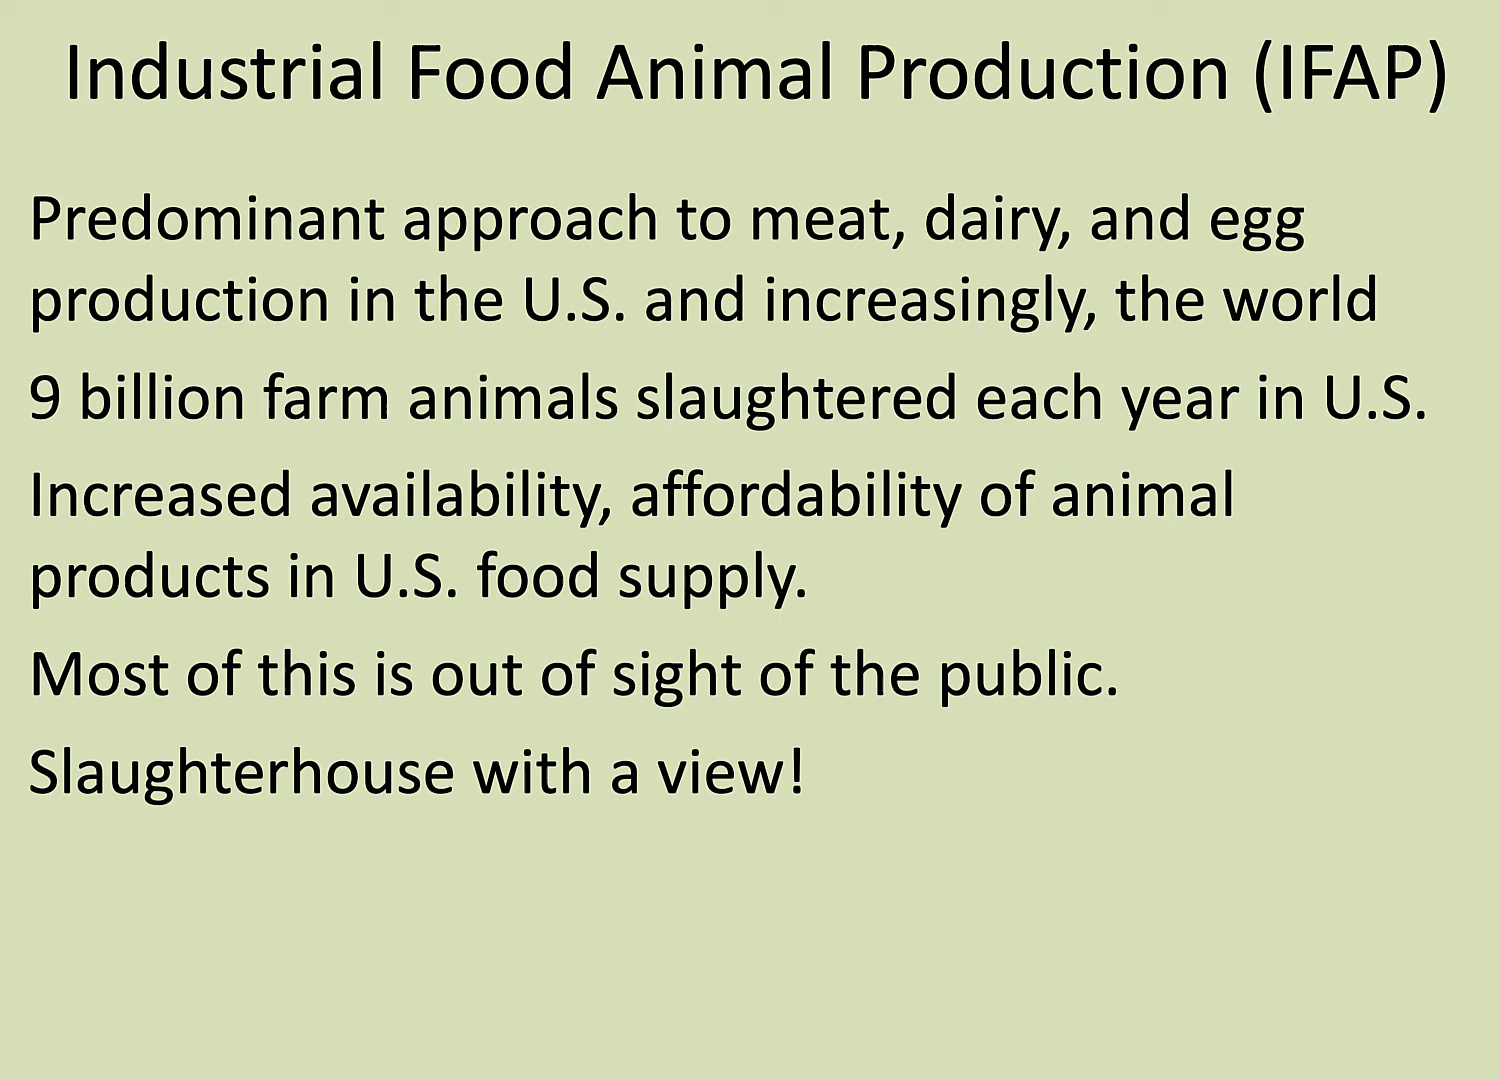 Industrial Food Animal Production (IFAP)
Predominant approach to meat, dairy, and egg
production in the U.S. and increasingly, the world
9 billion farm animals slaughtered each year in U.S.
Increased availability, affordability of animal
products in U.S. food supply.
Most of this is out of sight of the public.
Slaughterhouse with a view!